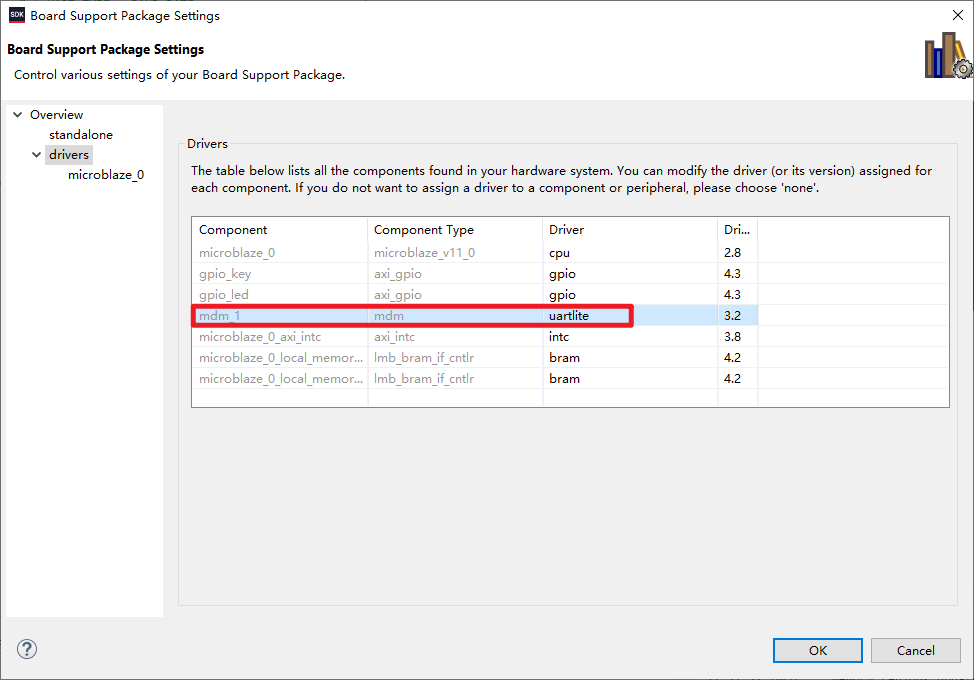 SDK Board Support Package Settings
Board Support Package Settings
Control various settings of your Board Support Package.
Overview
standalone
drivers
microblaze_0
Drivers
The table below lists all the components found in your hardware system. You can modify the driver (or its version) assigned for
each component. If you do not want to assign a driver to a component or peripheral, please choose 'none'.
Component Component Type Driver Dri...
microblaze_0 microblaze_v11_0 cpu 2.8
gpio_key axi_gpio gpio 4.3
gpio_led axi_gpio gpio 4.3
mdm_1 mdm uartlite 3.2
microblaze_0_axi_intc axi_intc intc 3.8
microblaze_0_local_memor... lmb_bram_if_cntlr bram 4.2
microblaze_0_local_memor... lmb_bram_if_cntlr bram 4.2
?
OK Cancel